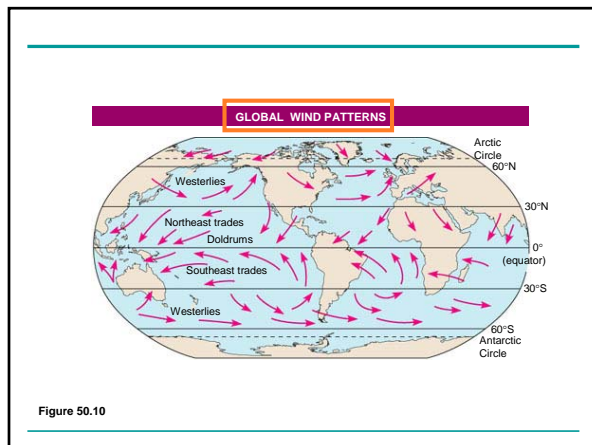 GLOBAL WIND PATTERNS
Arctic
Circle
60°N
Westerlies
30°N
Northeast trades
Doldrums
0°
(equator)
Southeast trades
30°S
Westerlies
60°S
Antarctic
Circle
Figure 50.10